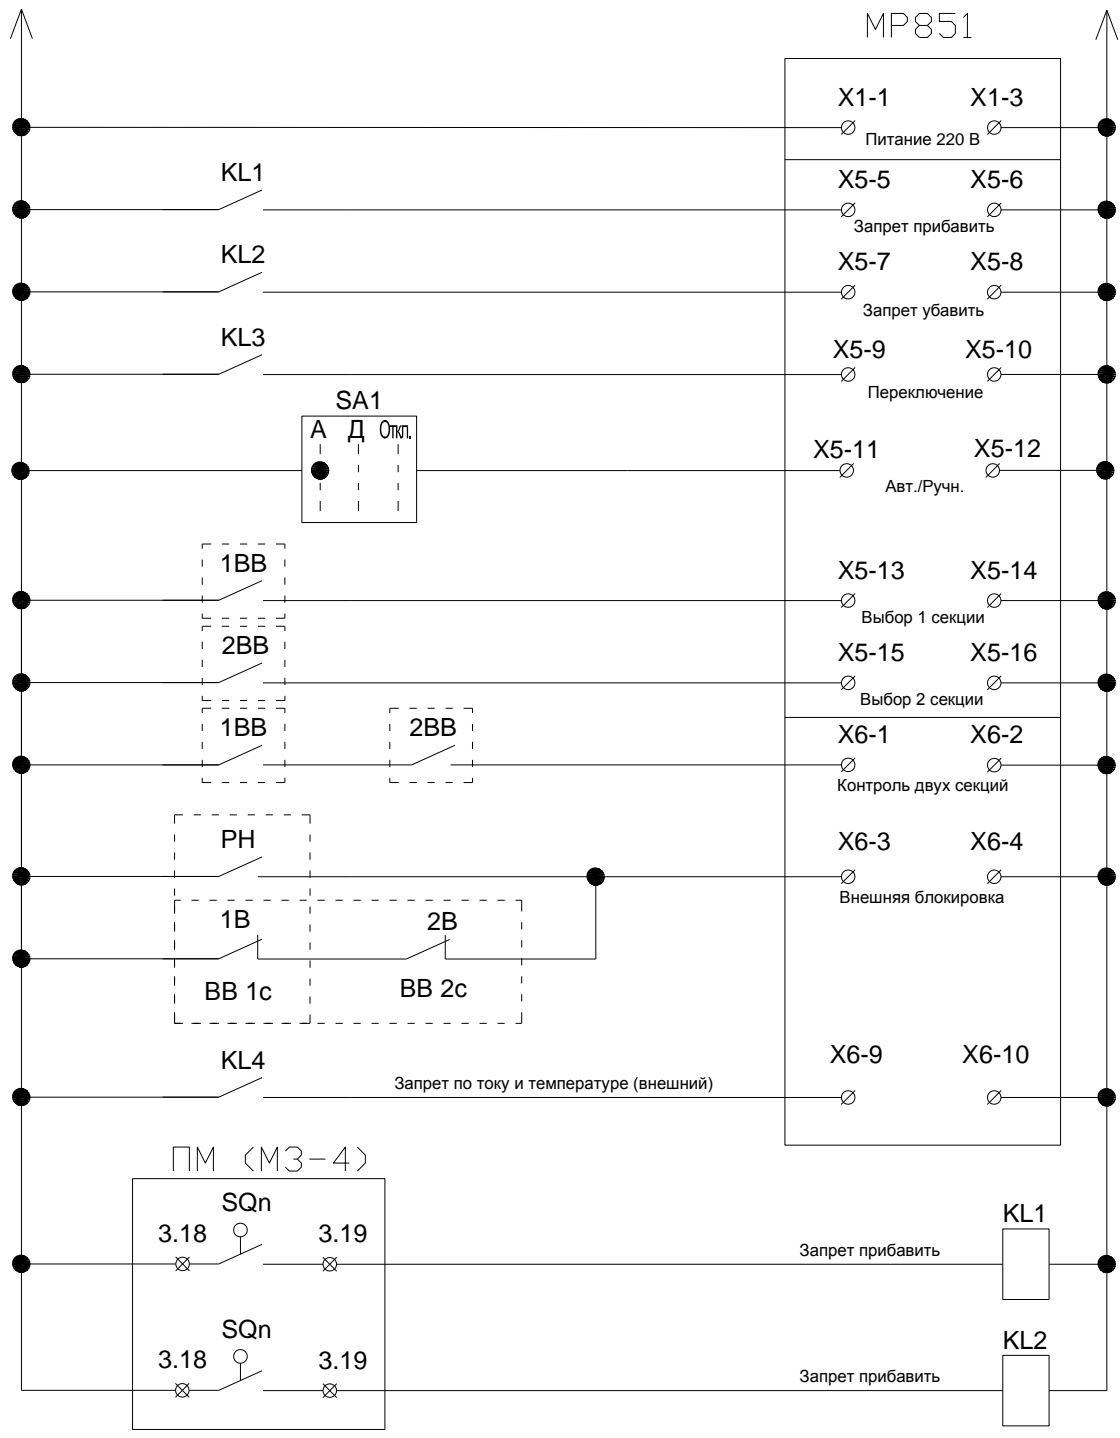 МР851
X1-1 X1-3
Питание 220 В
KL1
X5-5 X5-6
Запрет прибавить
KL2
X5-7 X5-8
Запрет убавить
KL3
X5-9 X5-10
Переключение
SA1
А Д Откл.
X5-11 X5-12
Авт./Ручн.
1ВВ
X5-13 X5-14
Выбор 1 секции
2ВВ
X5-15 X5-16
Выбор 2 секции
1ВВ 2ВВ
X6-1 X6-2
Контроль двух секций
РН
X6-3 X6-4
Внешняя блокировка
1В 2В
ВВ 1с ВВ 2с
KL4
Запрет по току и температуре (внешний)
X6-9 X6-10
ПМ (МЗ-4)
SQn
3.18 3.19
Запрет прибавить
KL1
SQn
3.18 3.19
Запрет прибавить
KL2